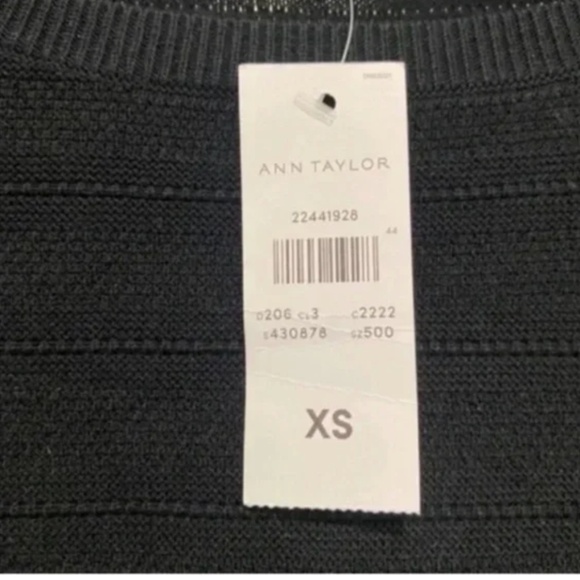 ANN TAYLOR
22441928
44
D206 CL3 C2222
S430878 SZ500
XS